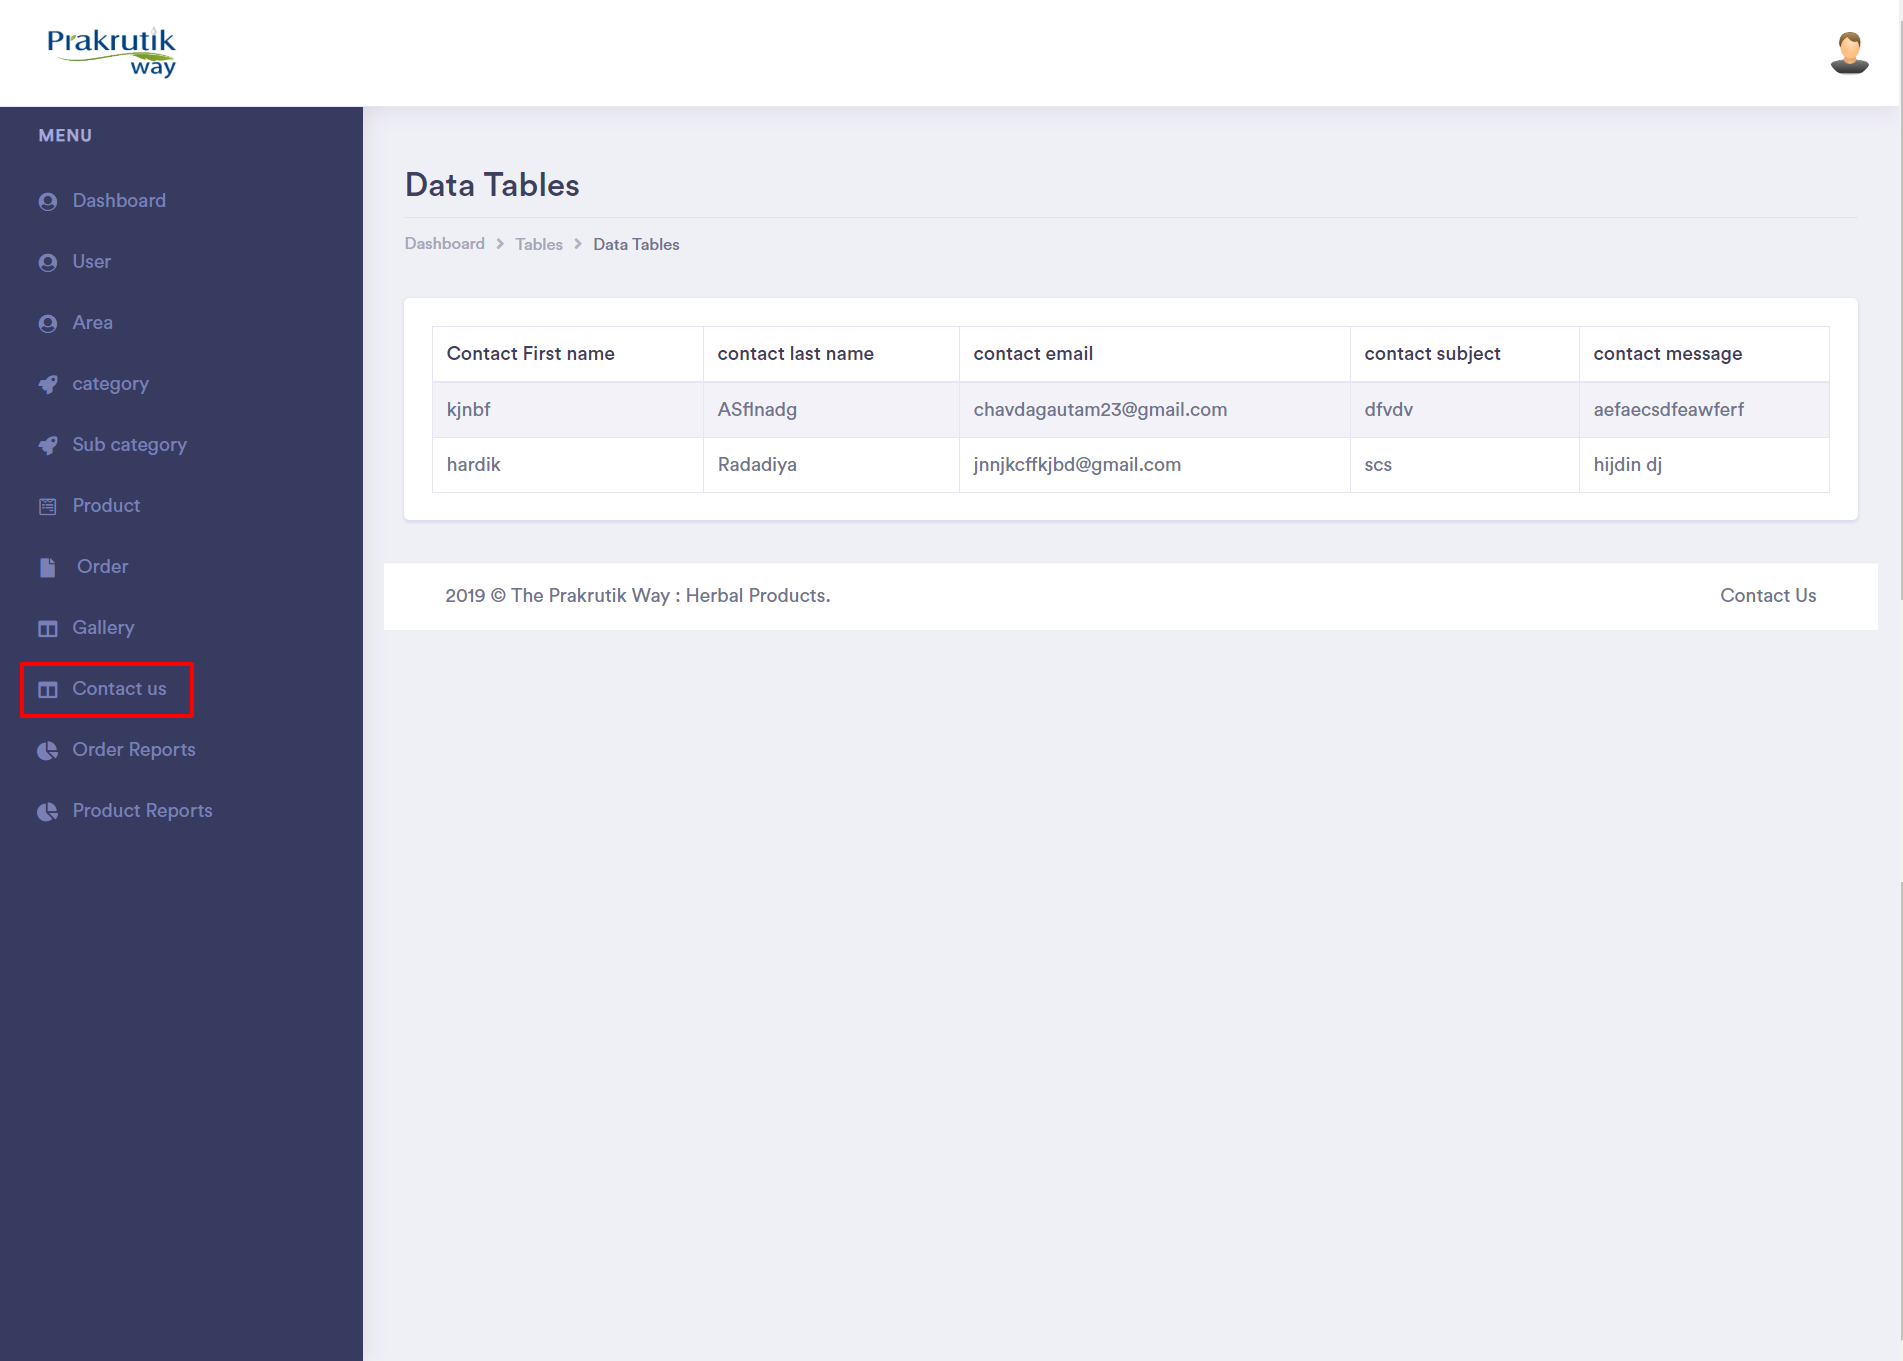 Prakrutik
way
MENU
Dashboard
User
Area
category
Sub category
Product
Order
Gallery
Contact us
Order Reports
Product Reports
Data Tables
Dashboard > Tables > Data Tables
Contact First name contact last name contact email contact subject contact message
kjnbf ASflnadg chavdagautam23@gmail.com dfvdv aefaecsdfeawferf
hardik Radadiya jnnjkcffkjbd@gmail.com scs hijdin dj
2019 © The Prakrutik Way : Herbal Products. Contact Us